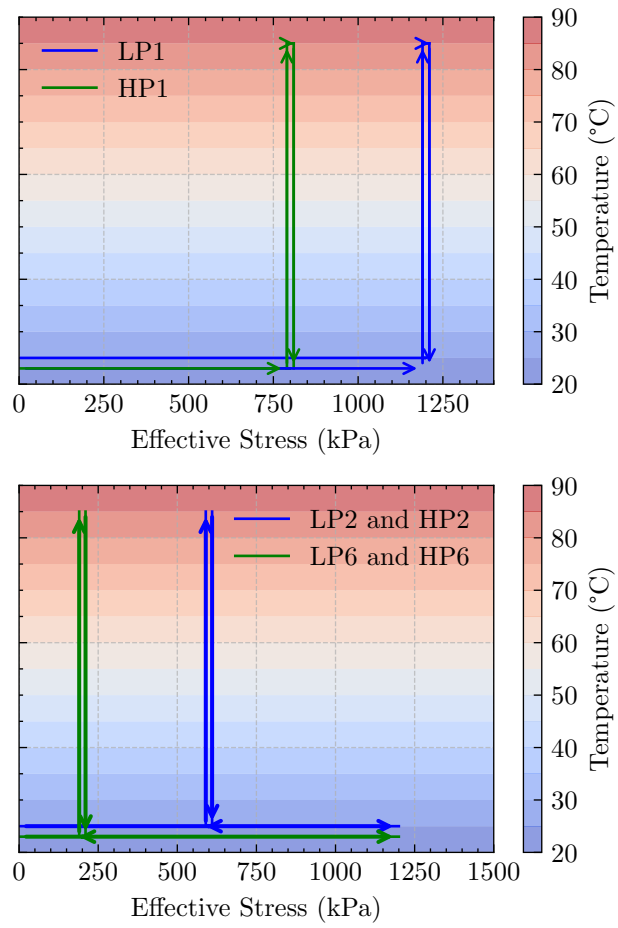 LP1
HP1
90
80
70
60
50
40
30
20
Temperature (°C)
0 250 500 750 1000 1250
Effective Stress (kPa)
LP2 and HP2
LP6 and HP6
90
80
70
60
50
40
30
20
Temperature (°C)
0 250 500 750 1000 1250 1500
Effective Stress (kPa)